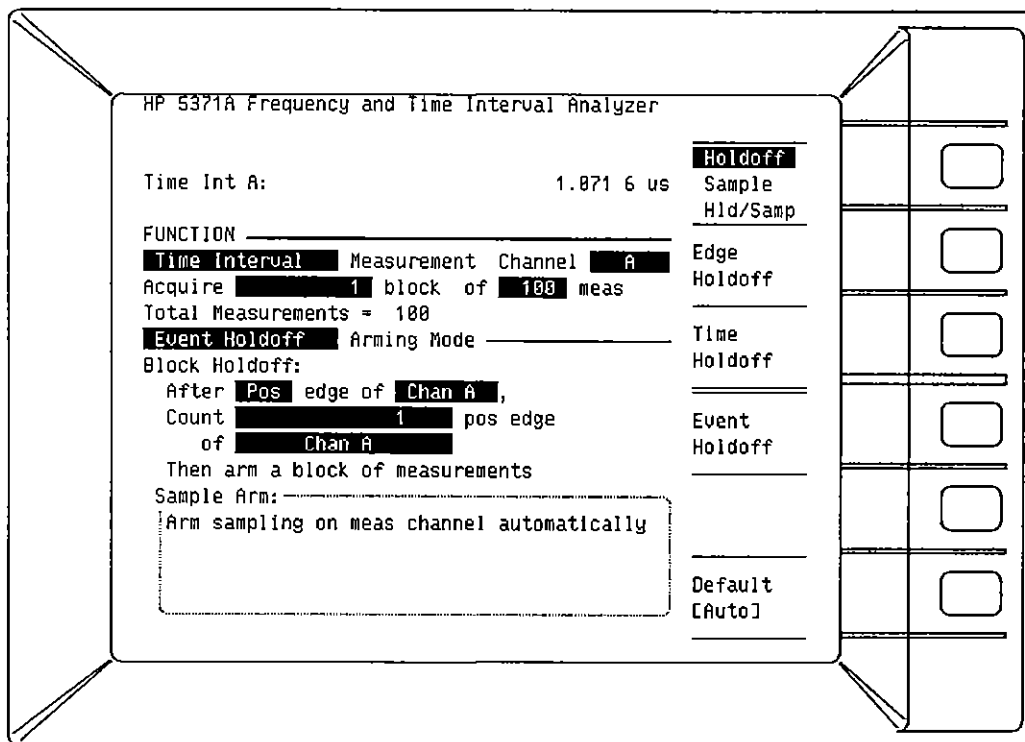 HP 5371A Frequency and Time Interval Analyzer
Time Int A: 1.071 6 us
FUNCTION
Time Interval Measurement Channel A
Acquire 1 block of 100 meas
Total Measurements = 100
Event Holdoff Arming Mode
Block Holdoff:
After Pos edge of Chan A ,
Count 1 pos edge
of Chan A
Then arm a block of measurements
Sample Arm:
Arm sampling on meas channel automatically
Holdoff
Sample
Hld/Samp
Edge
Holdoff
Time
Holdoff
Event
Holdoff
Default
[Auto]